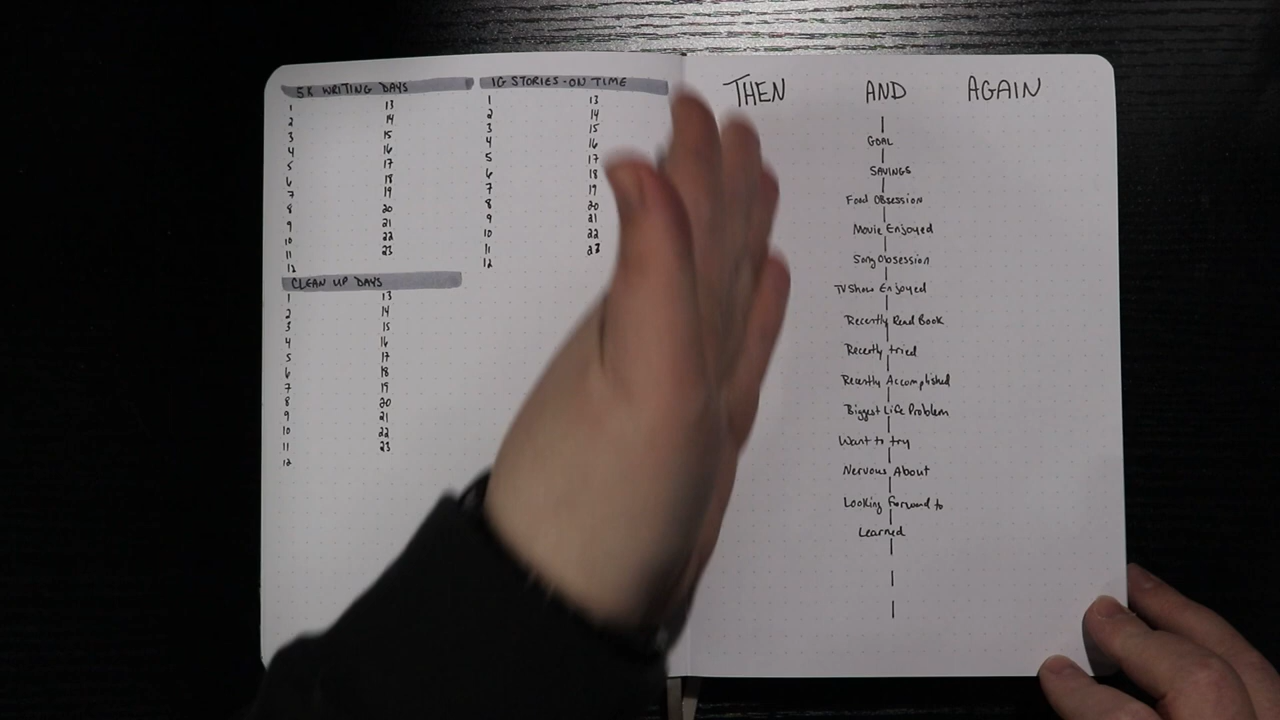 5K WRITING DAYS
1 13
2 14
3 15
4 16
5 17
6 18
7 19
8 20
9 21
10 22
11 23
12
IG STORIES - ON TIME
1 13
2 14
3 15
4 16
5 17
6 18
7 19
8 20
9 21
10 22
11 23
12
CLEAN UP DAYS
1 13
2 14
3 15
4 16
5 17
6 18
7 19
8 20
9 21
10 22
11 23
12
THEN AND AGAIN
GOAL
SAVINGS
Food Obsession
Movie Enjoyed
Song Obsession
TV Show Enjoyed
Recently Read Book
Recently tried
Recently Accomplished
Biggest Life Problem
Want to try
Nervous About
Looking Forward to
Learned